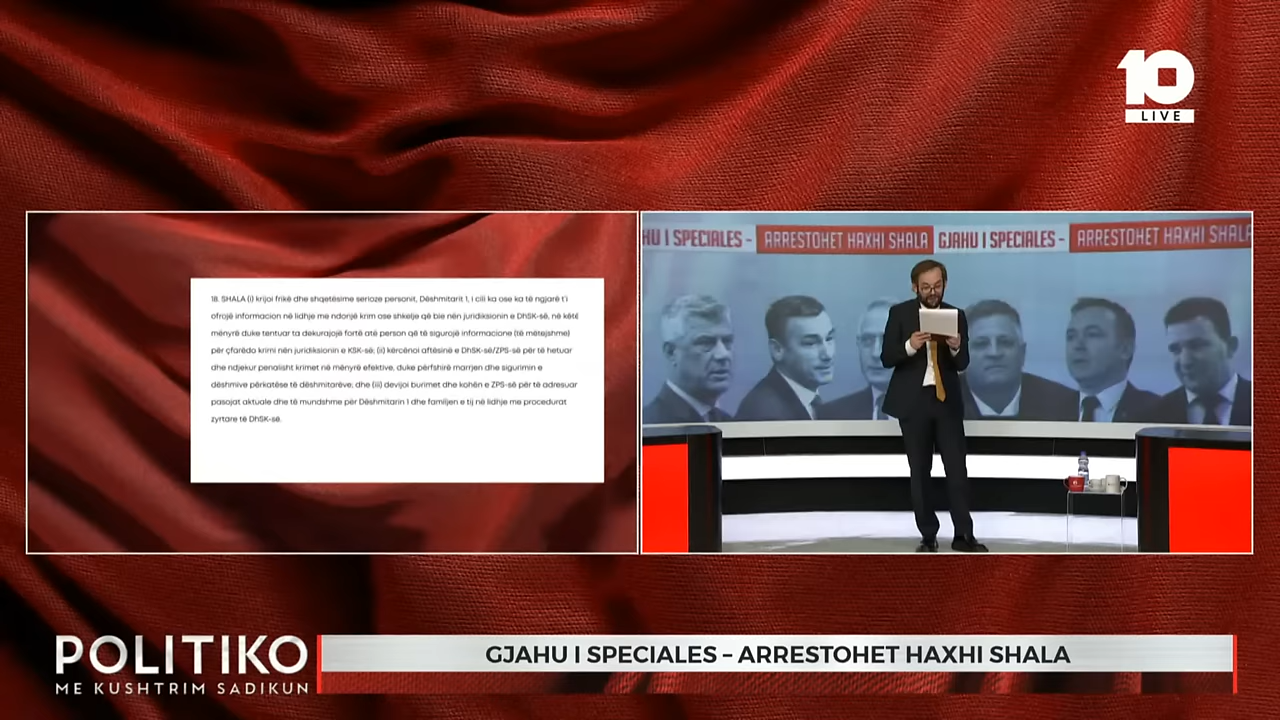 10
LIVE
18. SHALA (i) krijoi frikë dhe shqetësime serioze personit, Dëshmitarit 1, i cili ka ose ka të ngjarë t'i
ofrojë informacion në lidhje me ndonjë krim ose shkelje që bie nën juridiksionin e DhSK-së, në këtë
mënyrë duke tentuar ta dekurajojë fortë atë person që të sigurojë informacione (të mëtejshme)
për çfarëdo krimi nën juridiksionin e KSK-së; (ii) kërcënoi aftësinë e DhSK-së/ZPS-së për të hetuar
dhe ndjekur penalisht krimet në mënyrë efektive, duke përfshirë marrjen dhe sigurimin e
dëshmive përkatëse të dëshmitarëve; dhe (iii) devijoi burimet dhe kohën e ZPS-së për të adresuar
pasojat aktuale dhe të mundshme për Dëshmitarin 1 dhe familjen e tij në lidhje me procedurat
zyrtare të DhSK-së.
HU I SPECIALES – ARRESTOHET HAXHI SHALA GJAHU I SPECIALES – ARRESTOHET HAXHI SHALA
POLITIKO
ME KUSHTRIM SADIKUN
GJAHU I SPECIALES – ARRESTOHET HAXHI SHALA